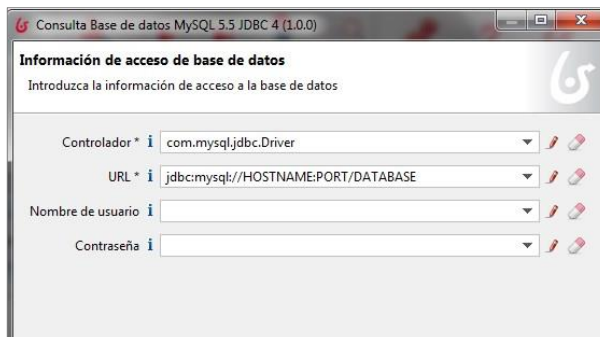 Consulta Base de datos MySQL 5.5 JDBC 4 (1.0.0)
Información de acceso de base de datos
Introduzca la información de acceso a la base de datos
Controlador * i com.mysql.jdbc.Driver
URL * i jdbc:mysql://HOSTNAME:PORT/DATABASE
Nombre de usuario i
Contraseña i